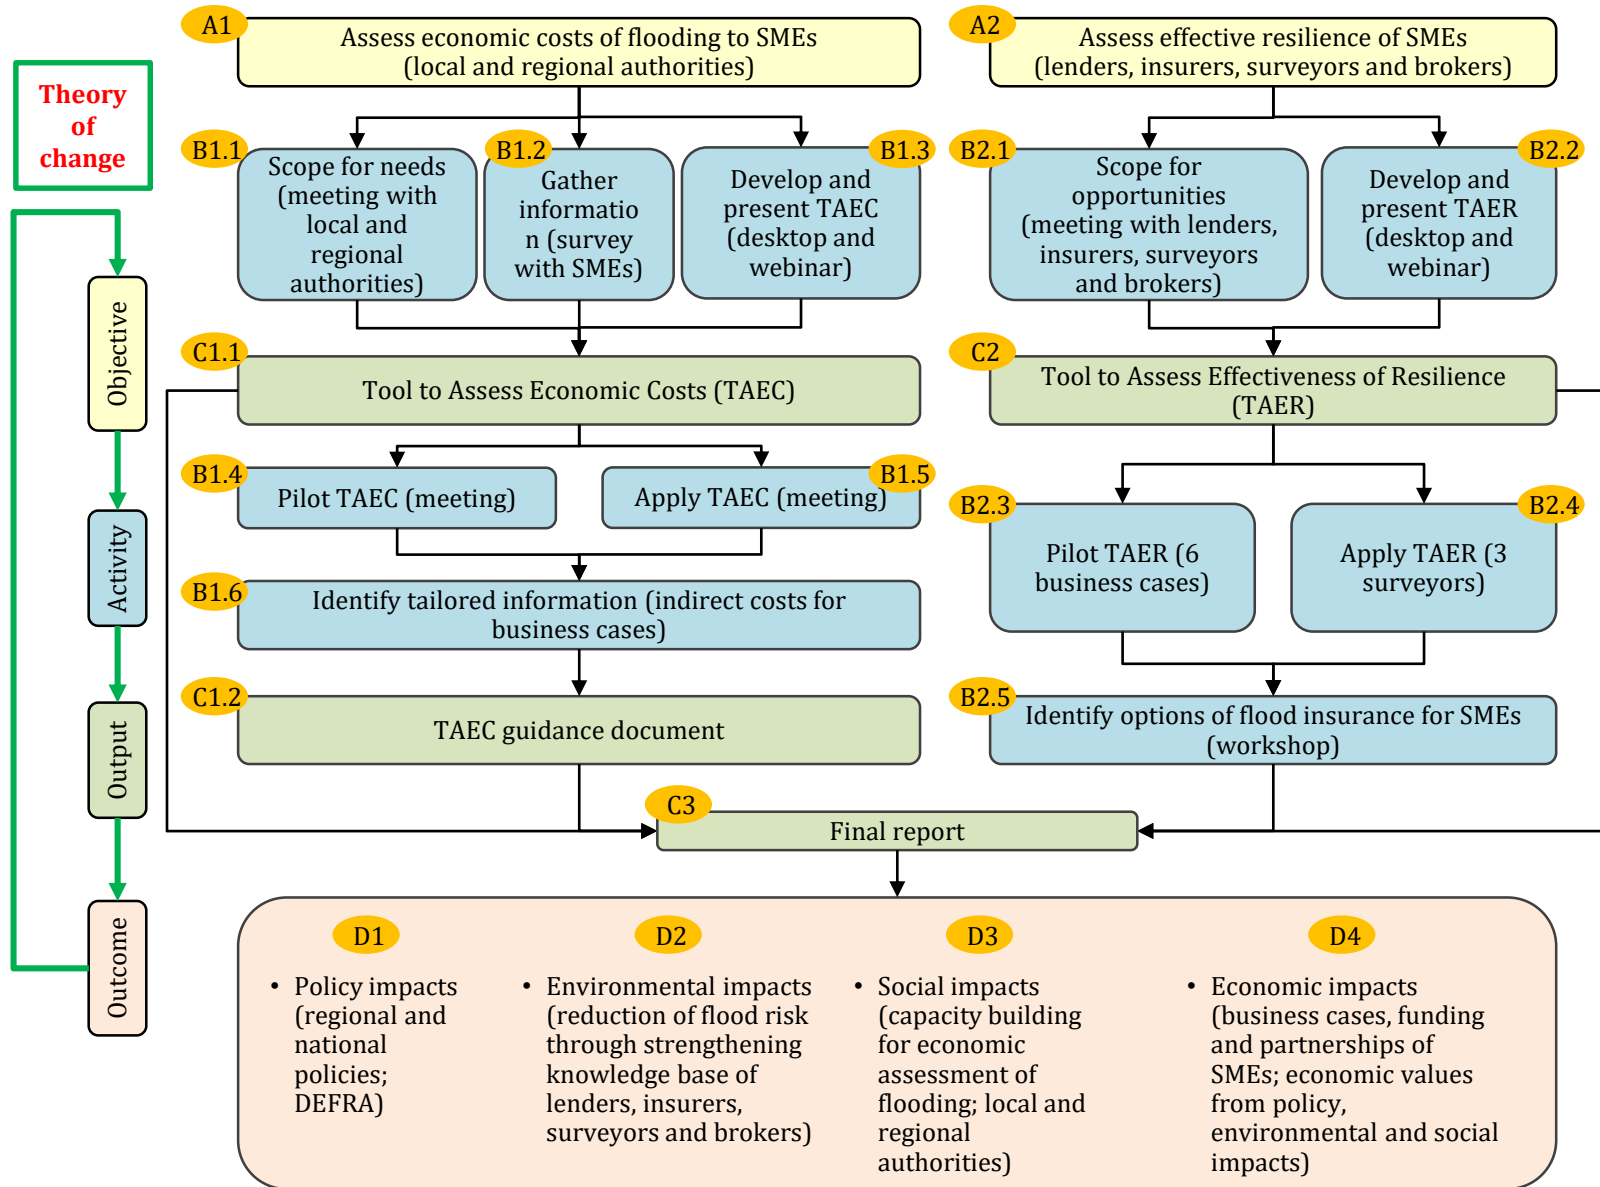 A1
Assess economic costs of flooding to SMEs
(local and regional authorities)
A2
Assess effective resilience of SMEs
(lenders, insurers, surveyors and brokers)
Theory
of
change
B1.1
Scope for needs
(meeting with
local and
regional
authorities)
B1.2
Gather
informatio
n (survey
with SMEs)
B1.3
Develop and
present TAEC
(desktop and
webinar)
B2.1
Scope for
opportunities
(meeting with lenders,
insurers, surveyors
and brokers)
B2.2
Develop and
present TAER
(desktop and
webinar)
Objective
C1.1
Tool to Assess Economic Costs (TAEC)
C2
Tool to Assess Effectiveness of Resilience
(TAER)
B1.4
Pilot TAEC (meeting)
B1.5
Apply TAEC (meeting)
B2.3
Pilot TAER (6
business cases)
B2.4
Apply TAER (3
surveyors)
Activity
B1.6
Identify tailored information (indirect costs for
business cases)
Output
C1.2
TAEC guidance document
B2.5
Identify options of flood insurance for SMEs
(workshop)
C3
Final report
Outcome
D1
• Policy impacts
(regional and
national
policies;
DEFRA)
D2
• Environmental impacts
(reduction of flood risk
through strengthening
knowledge base of
lenders, insurers,
surveyors and brokers)
D3
• Social impacts
(capacity building
for economic
assessment of
flooding; local and
regional
authorities)
D4
• Economic impacts
(business cases, funding
and partnerships of
SMEs; economic values
from policy,
environmental and social
impacts)